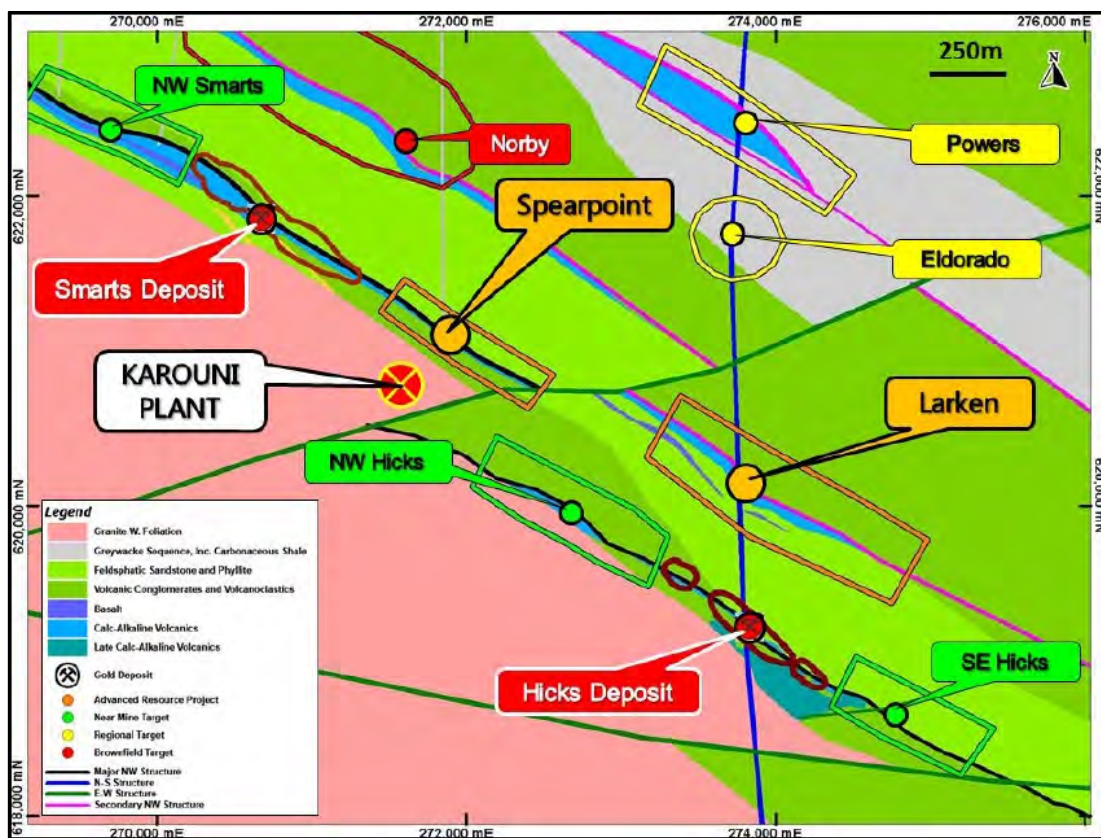 270,000 mE
272,000 mE
274,000 mE
276,000 mE
250m
N
NW Smarts
Norby
Powers
Spearpoint
622,000 mN
622,000 mN
Eldorado
Smarts Deposit
KAROUNI
PLANT
Larken
NW Hicks
620,000 mN
620,000 mN
Legend
Granite W. Foliation
Greywacke Sequence, Inc. Carbonaceous Shale
Feldsphatic Sandstone and Phyllite
Volcanic Conglomerates and Volcanoclastics
Calc-Alkaline Volcanics
Late Calc-Alkaline Volcanics
Gold Deposit
Advanced Resource Project
Near Mine Target
Regional Target
Major NW Structure
N-S Structure
E-W Structure
Secondary NW Structure
SE Hicks
Hicks Deposit
618,000 mN
270,000 mE
272,000 mE
274,000 mE